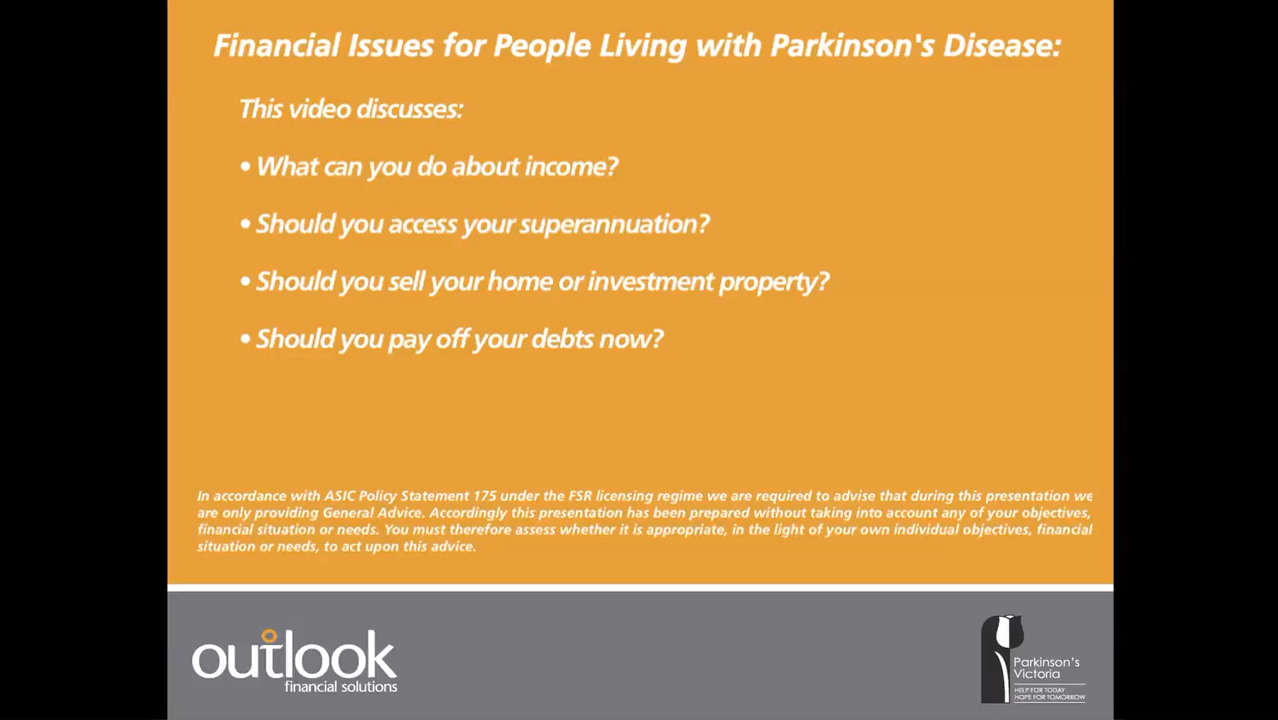 Financial Issues for People Living with Parkinson's Disease:
This video discusses:
• What can you do about income?
• Should you access your superannuation?
• Should you sell your home or investment property?
• Should you pay off your debts now?
In accordance with ASIC Policy Statement 175 under the FSR licensing regime we are required to advise that during this presentation we
are only providing General Advice. Accordingly this presentation has been prepared without taking into account any of your objectives,
financial situation or needs. You must therefore assess whether it is appropriate, in the light of your own individual objectives, financial
situation or needs, to act upon this advice.
outlook
financial solutions
Parkinson's
Victoria
HELP FOR TODAY
HOPE FOR TOMORROW